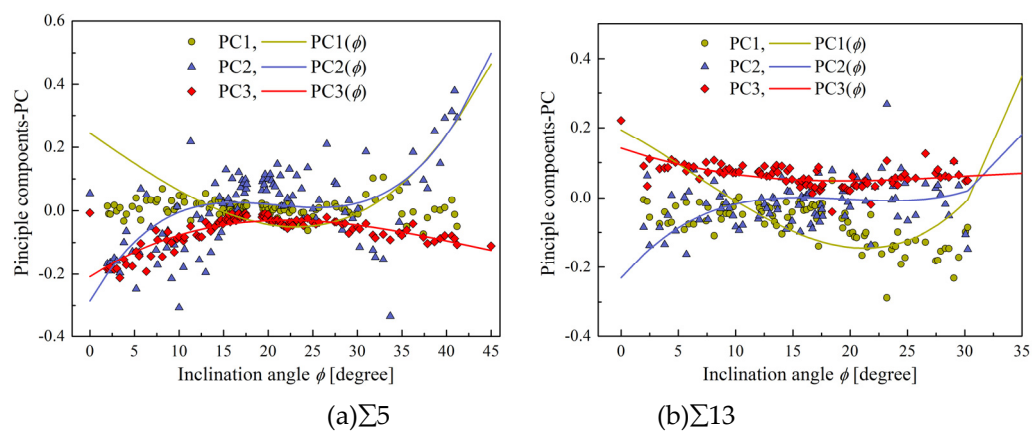 0.6
0.4
0.2
0.0
-0.2
-0.4
Pinciple compoents-PC
PC1, PC1(ϕ)
PC2, PC2(ϕ)
PC3, PC3(ϕ)
0 5 10 15 20 25 30 35 40 45
Inclination angle ϕ [degree]
(a)∑5
0.4
0.2
0.0
-0.2
-0.4
Pinciple compoents-PC
PC1, PC1(ϕ)
PC2, PC2(ϕ)
PC3, PC3(ϕ)
0 5 10 15 20 25 30 35
Inclination angle ϕ [degree]
(b)∑13